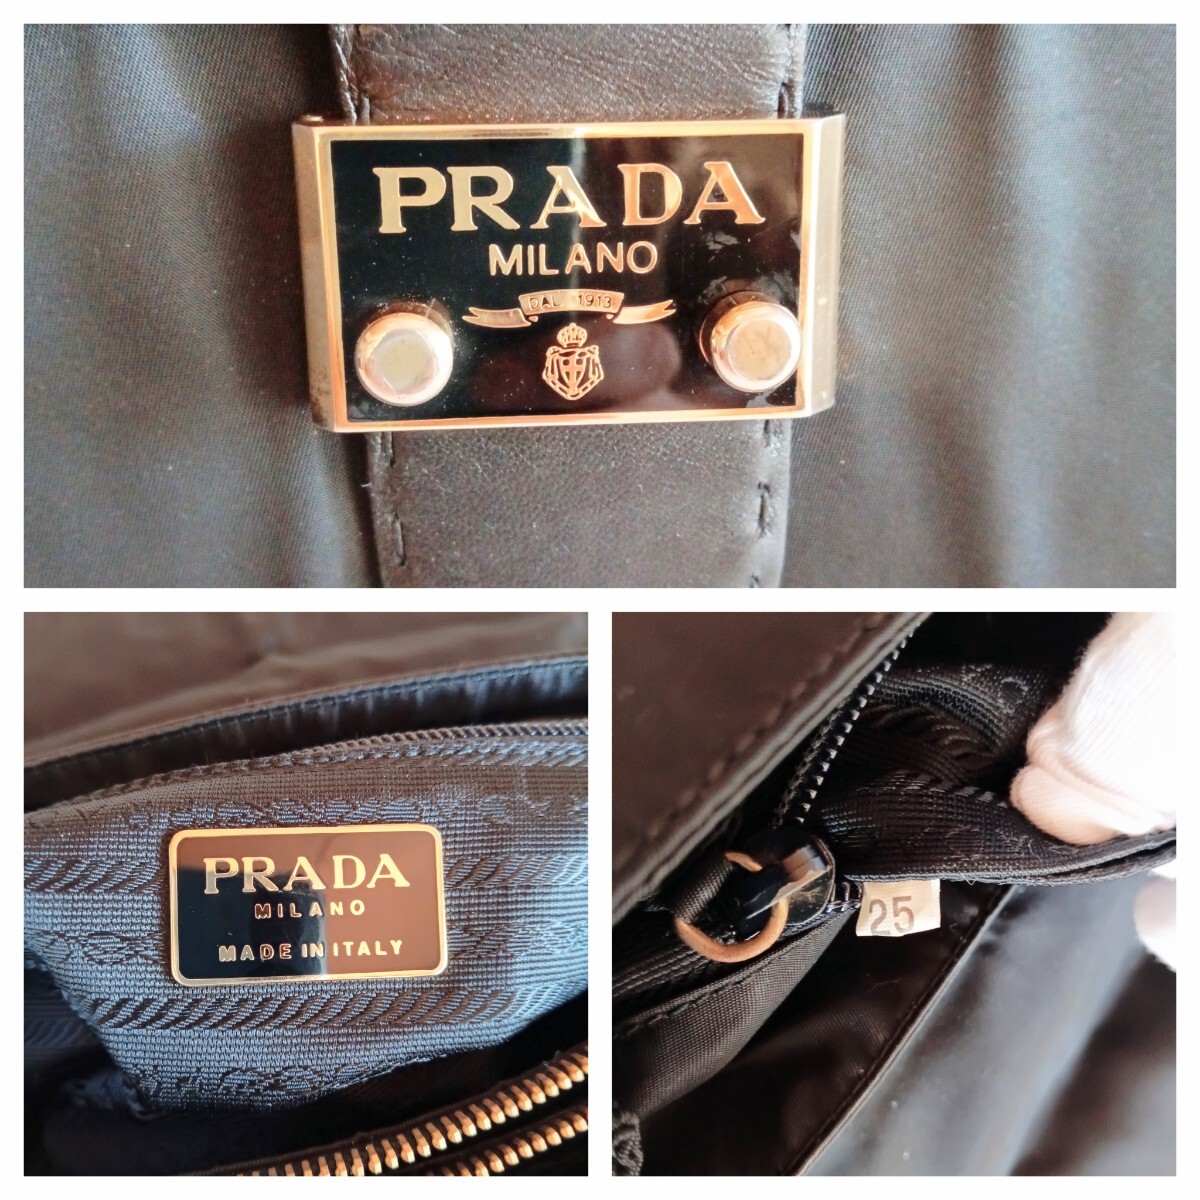 PRADA
MILANO
DAL 1913
PRADA
MILANO
MADE IN ITALY
25